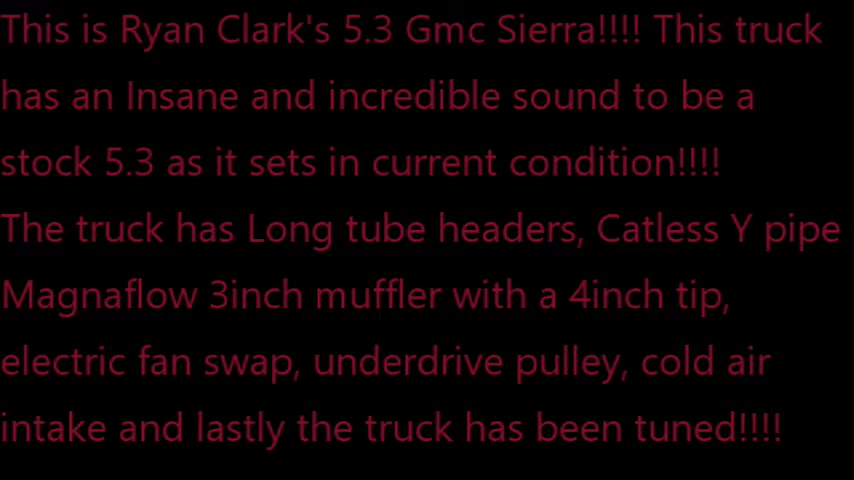 This is Ryan Clark's 5.3 Gmc Sierra!!!! This truck
has an Insane and incredible sound to be a
stock 5.3 as it sets in current condition!!!!
The truck has Long tube headers, Catless Y pipe
Magnaflow 3inch muffler with a 4inch tip,
electric fan swap, underdrive pulley, cold air
intake and lastly the truck has been tuned!!!!